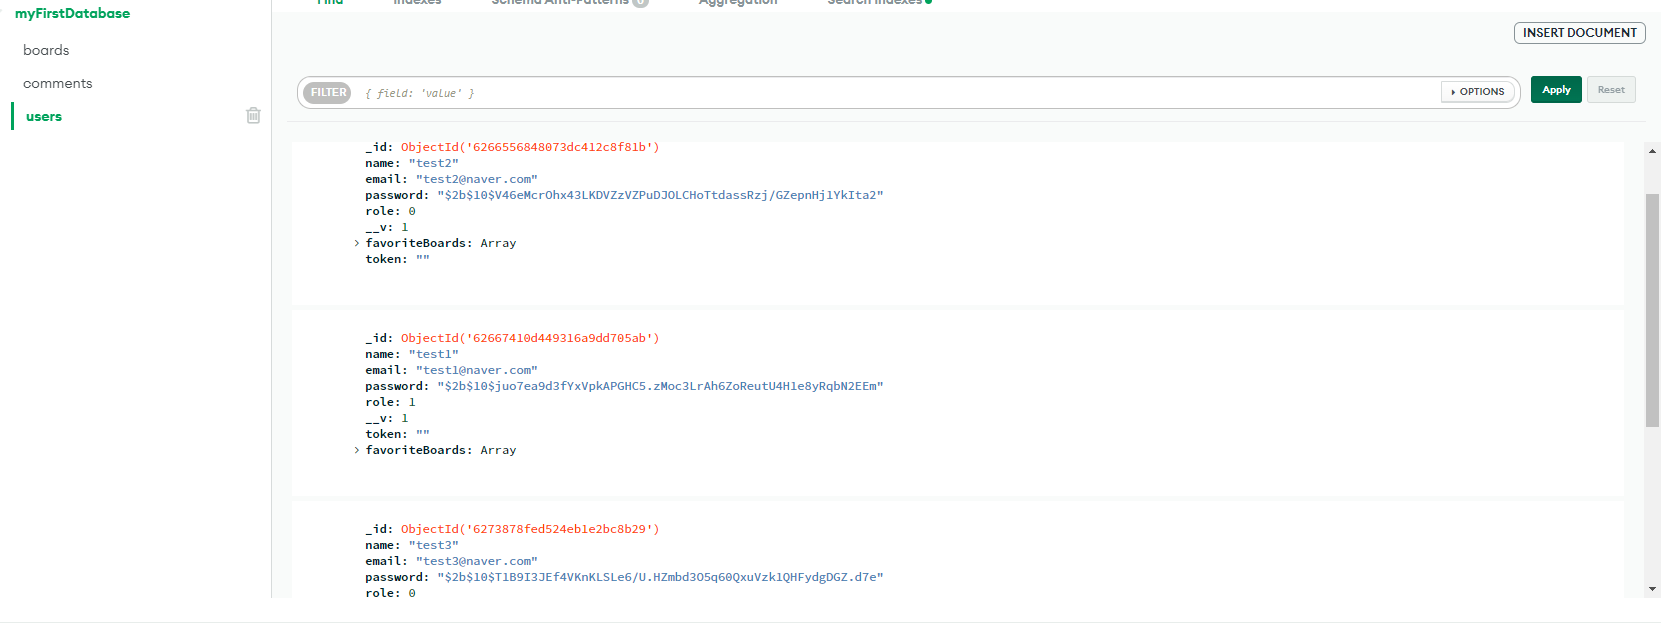 myFirstDatabase
boards
comments
users
Find Indexes Schema Anti-Patterns 0 Aggregation Search Indexes
INSERT DOCUMENT
FILTER { field: 'value' } OPTIONS Apply Reset
_id: ObjectId('6266556848073dc412c8f81b')
name: "test2"
email: "test2@naver.com"
password: "$2b$10$V46eMcrOhx43LKDVZzVZPuDJOLCHoTtdassRzj/GZepnHj1YkIta2"
role: 0
__v: 1
favoriteBoards: Array
token: ""
_id: ObjectId('62667410d449316a9dd705ab')
name: "test1"
email: "test1@naver.com"
password: "$2b$10$juo7ea9d3fYxVpkAPGHC5.zMoc3LrAh6ZoReutU4H1e8yRqbN2EEm"
role: 1
__v: 1
token: ""
favoriteBoards: Array
_id: ObjectId('6273878fed524eb1e2bc8b29')
name: "test3"
email: "test3@naver.com"
password: "$2b$10$T1B9I3JEf4VKnKLSLe6/U.HZmbd3O5q60QxuVzk1QHFydgDGZ.d7e"
role: 0